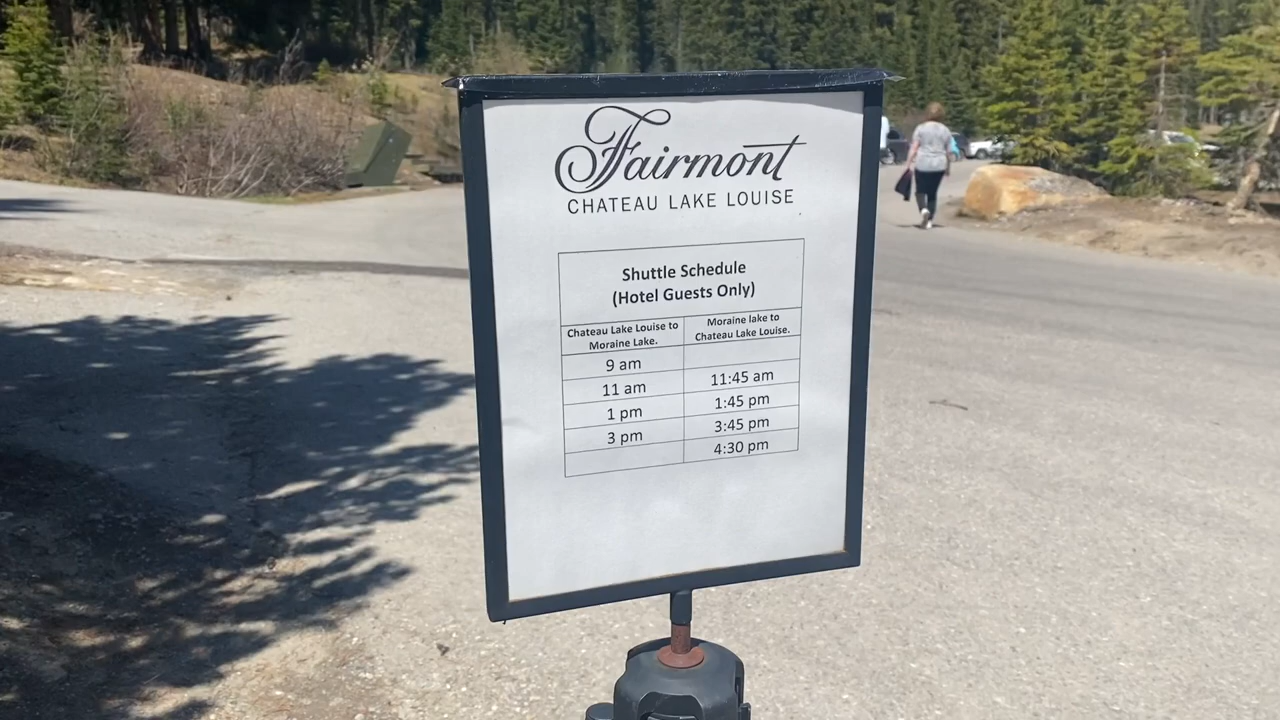 Fairmont
CHATEAU LAKE LOUISE
Shuttle Schedule
(Hotel Guests Only)
Chateau Lake Louise to
Moraine Lake.
Moraine lake to
Chateau Lake Louise.
9 am
11 am
11:45 am
1 pm
1:45 pm
3 pm
3:45 pm
4:30 pm